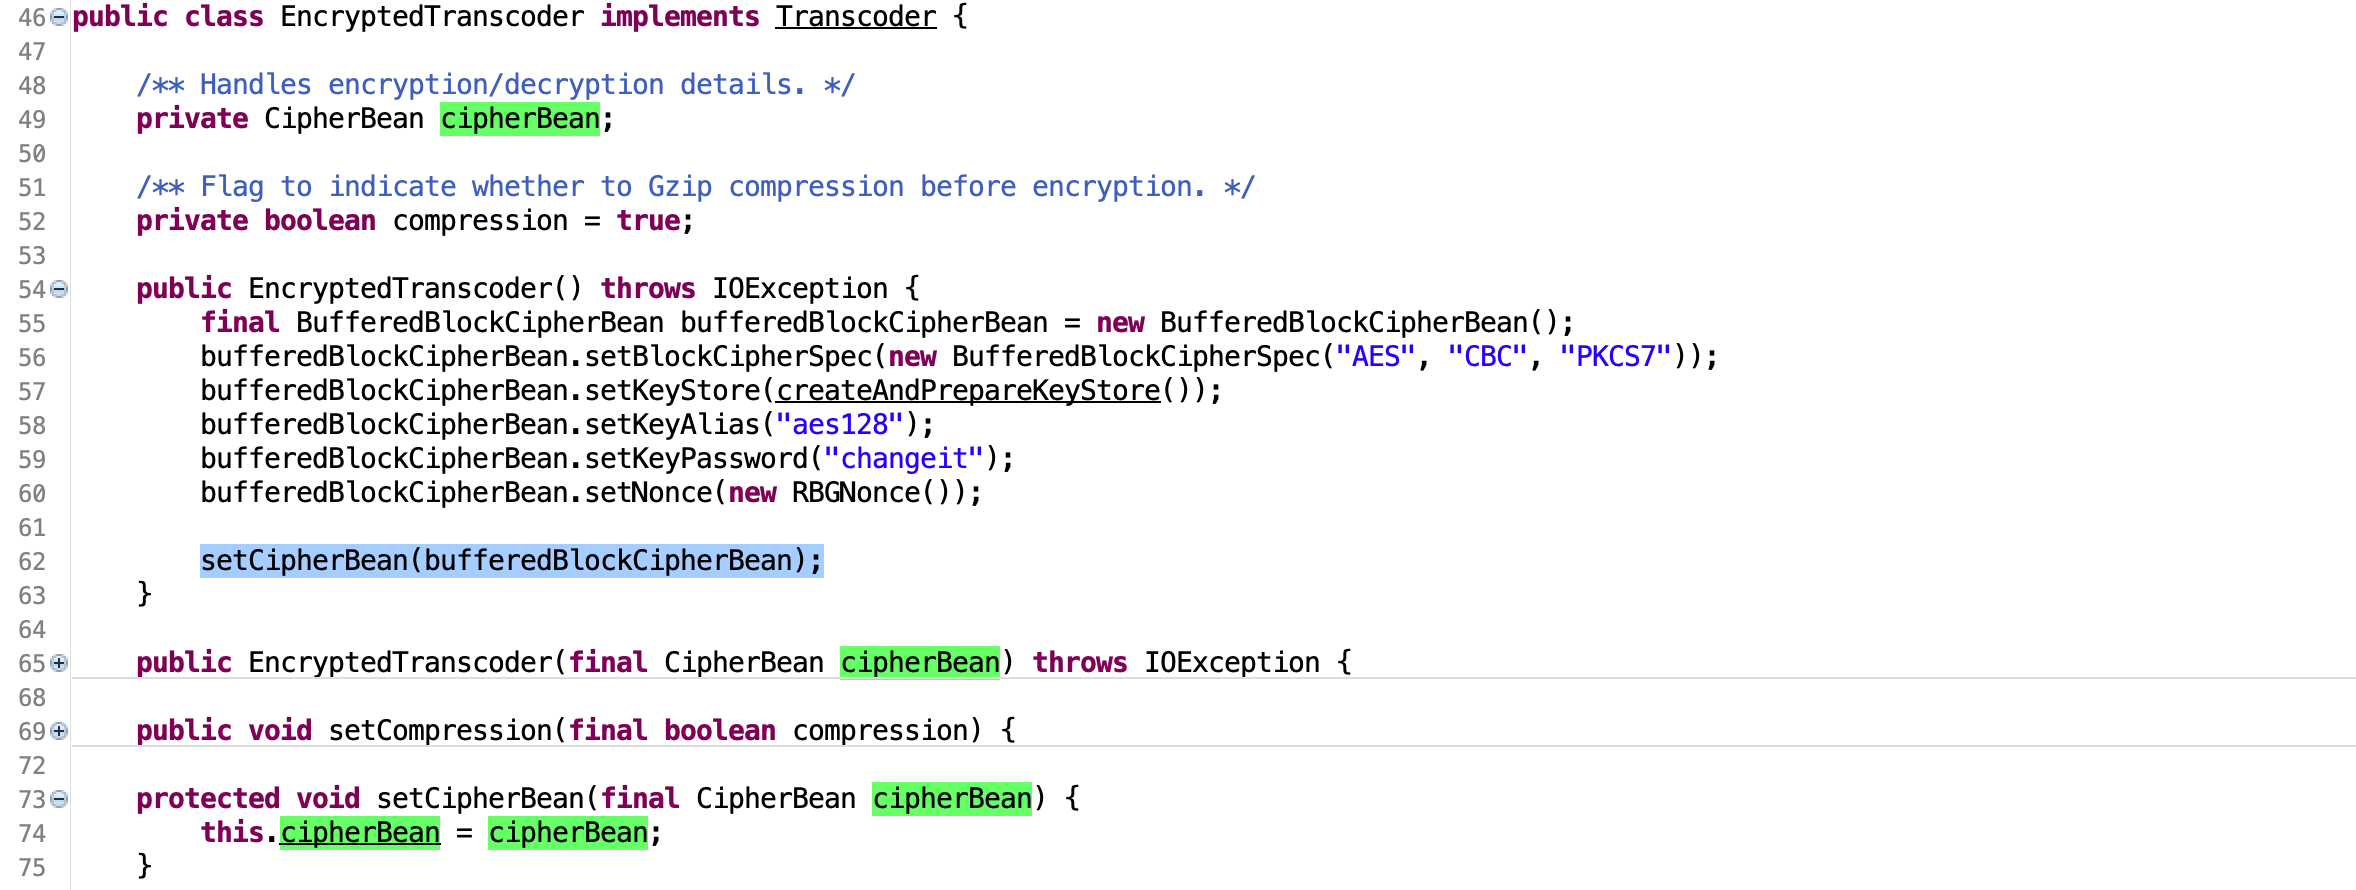 46 public class EncryptedTranscoder implements Transcoder {
47
48     /** Handles encryption/decryption details. */
49     private CipherBean cipherBean;
50
51     /** Flag to indicate whether to Gzip compression before encryption. */
52     private boolean compression = true;
53
54     public EncryptedTranscoder() throws IOException {
55         final BufferedBlockCipherBean bufferedBlockCipherBean = new BufferedBlockCipherBean();
56         bufferedBlockCipherBean.setBlockCipherSpec(new BufferedBlockCipherSpec("AES", "CBC", "PKCS7"));
57         bufferedBlockCipherBean.setKeyStore(createAndPrepareKeyStore());
58         bufferedBlockCipherBean.setKeyAlias("aes128");
59         bufferedBlockCipherBean.setKeyPassword("changeit");
60         bufferedBlockCipherBean.setNonce(new RBGNonce());
61
62         setCipherBean(bufferedBlockCipherBean);
63     }
64
65     public EncryptedTranscoder(final CipherBean cipherBean) throws IOException {
68
69     public void setCompression(final boolean compression) {
72
73     protected void setCipherBean(final CipherBean cipherBean) {
74         this.cipherBean = cipherBean;
75     }